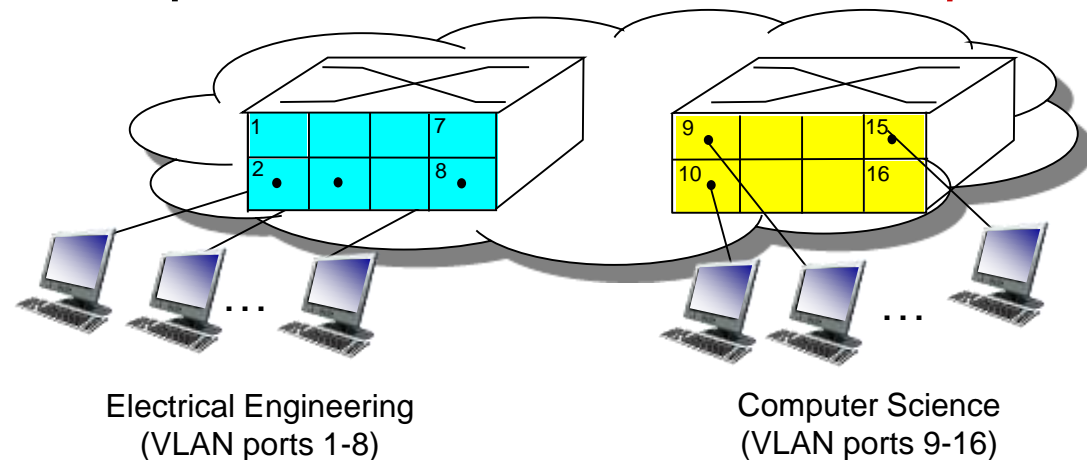 1 7
2 8
9 15
10 16
...
...
Electrical Engineering
(VLAN ports 1-8)
Computer Science
(VLAN ports 9-16)